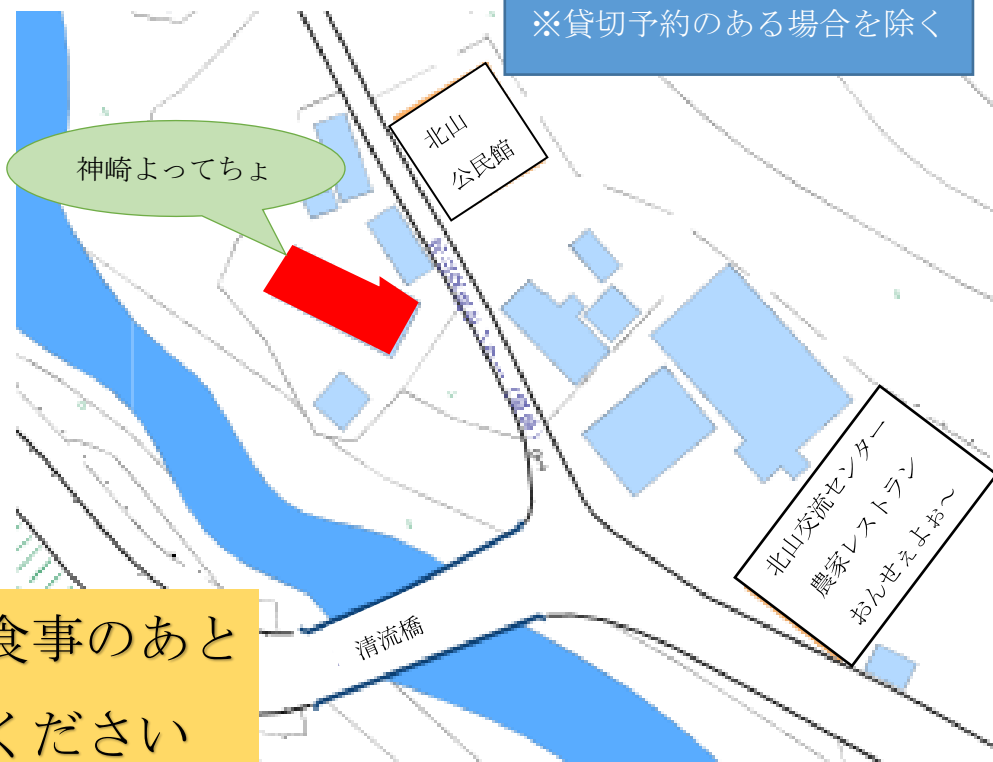 ※貸切予約のある場合を除く
北山
公民館
神崎よってちょ
北山交流センター
農家レストラン
おんせぇよぉ~
清流橋
食事のあと
ください